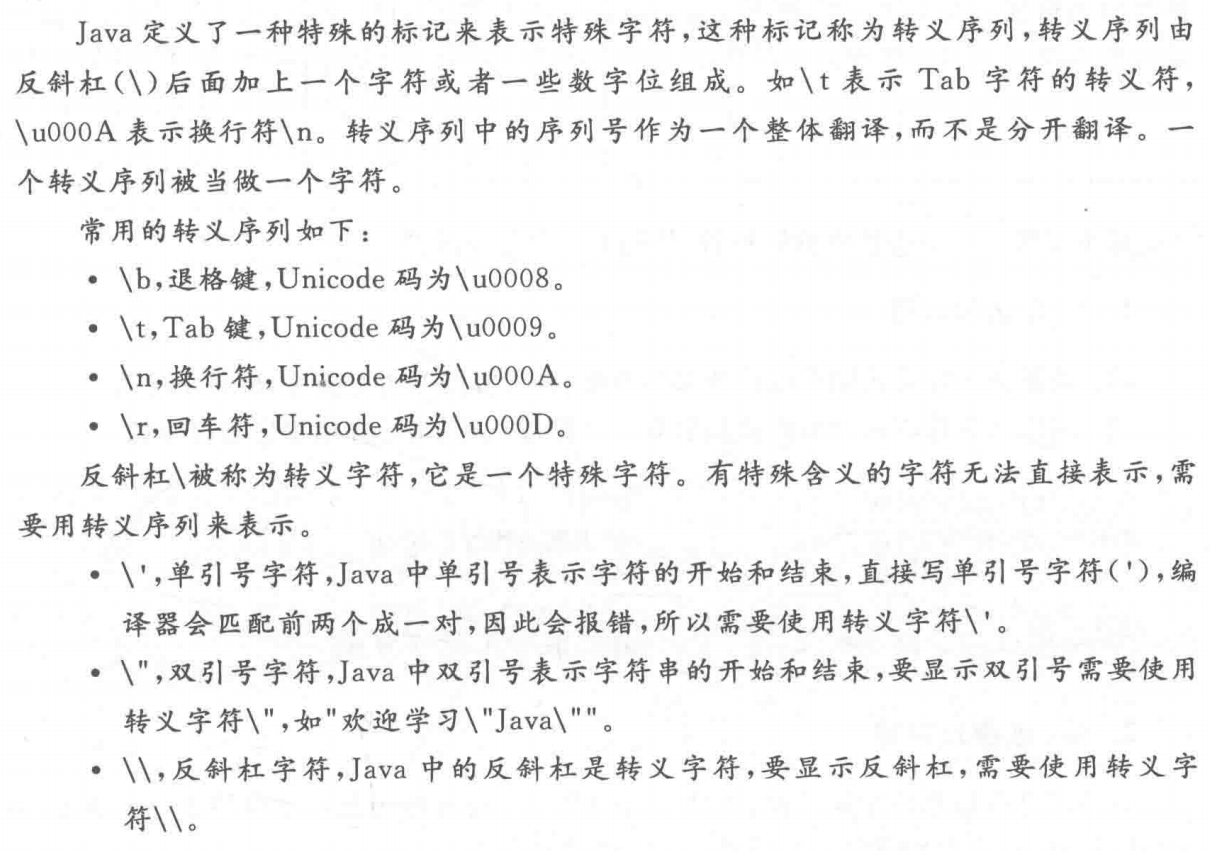 Java 定义了一种特殊的标记来表示特殊字符,这种标记称为转义序列,转义序列由
反斜杠(\)后面加上一个字符或者一些数字位组成。如\t 表示 Tab 字符的转义符,
\u000A 表示换行符\n。转义序列中的序列号作为一个整体翻译,而不是分开翻译。一
个转义序列被当做一个字符。
常用的转义序列如下:
• \b,退格键,Unicode 码为\u0008。
• \t,Tab 键,Unicode 码为\u0009。
• \n,换行符,Unicode 码为\u000A。
• \r,回车符,Unicode 码为\u000D。
反斜杠\被称为转义字符,它是一个特殊字符。有特殊含义的字符无法直接表示,需
要用转义序列来表示。
• \',单引号字符,Java 中单引号表示字符的开始和结束,直接写单引号字符('),编
译器会匹配前两个成一对,因此会报错,所以需要使用转义字符\'。
• \",双引号字符,Java 中双引号表示字符串的开始和结束,要显示双引号需要使用
转义字符\",如"欢迎学习\"Java\""。
• \\,反斜杠字符,Java 中的反斜杠是转义字符,要显示反斜杠,需要使用转义字
符\\。